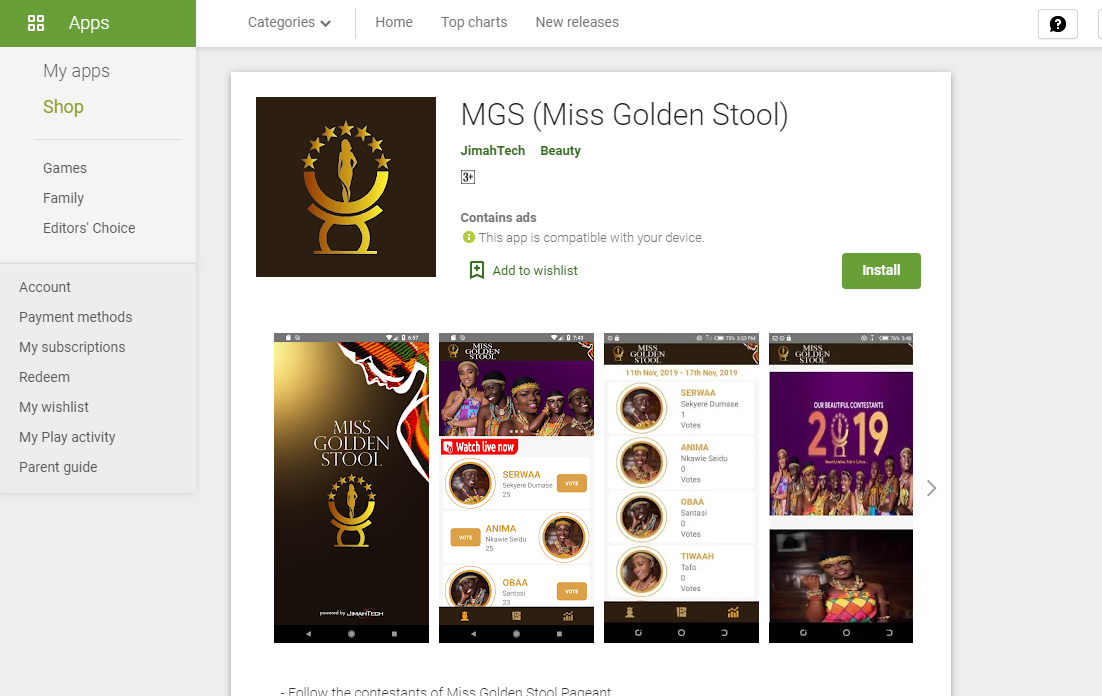 Apps
Categories
Home
Top charts
New releases
My apps
Shop
Games
Family
Editors' Choice
Account
Payment methods
My subscriptions
Redeem
My wishlist
My Play activity
Parent guide
MGS (Miss Golden Stool)
JimahTech Beauty
3+
Contains ads
This app is compatible with your device.
Add to wishlist
Install
6:57
MISS
GOLDEN
STOOL
powered by JIMAHTECH
7:43
MISS
GOLDEN
STOOL
Watch live now
SERWAA
Sekyere Dumase
25
VOTE
ANIMA
Nkawie Seidu
25
VOTE
OBAA
Santasi
23
VOTE
75% 3:53 PM
MISS
GOLDEN
STOOL
11th Nov, 2019 - 17th Nov, 2019
SERWAA
Sekyere Dumase
1
Votes
ANIMA
Nkawie Seidu
0
Votes
OBAA
Santasi
0
Votes
TIWAAH
Tafo
0
Votes
MISS
GOLDEN
STOOL
OUR BEAUTIFUL CONTESTANTS
2019
- Follow the contestants of Miss Golden Stool Pageant